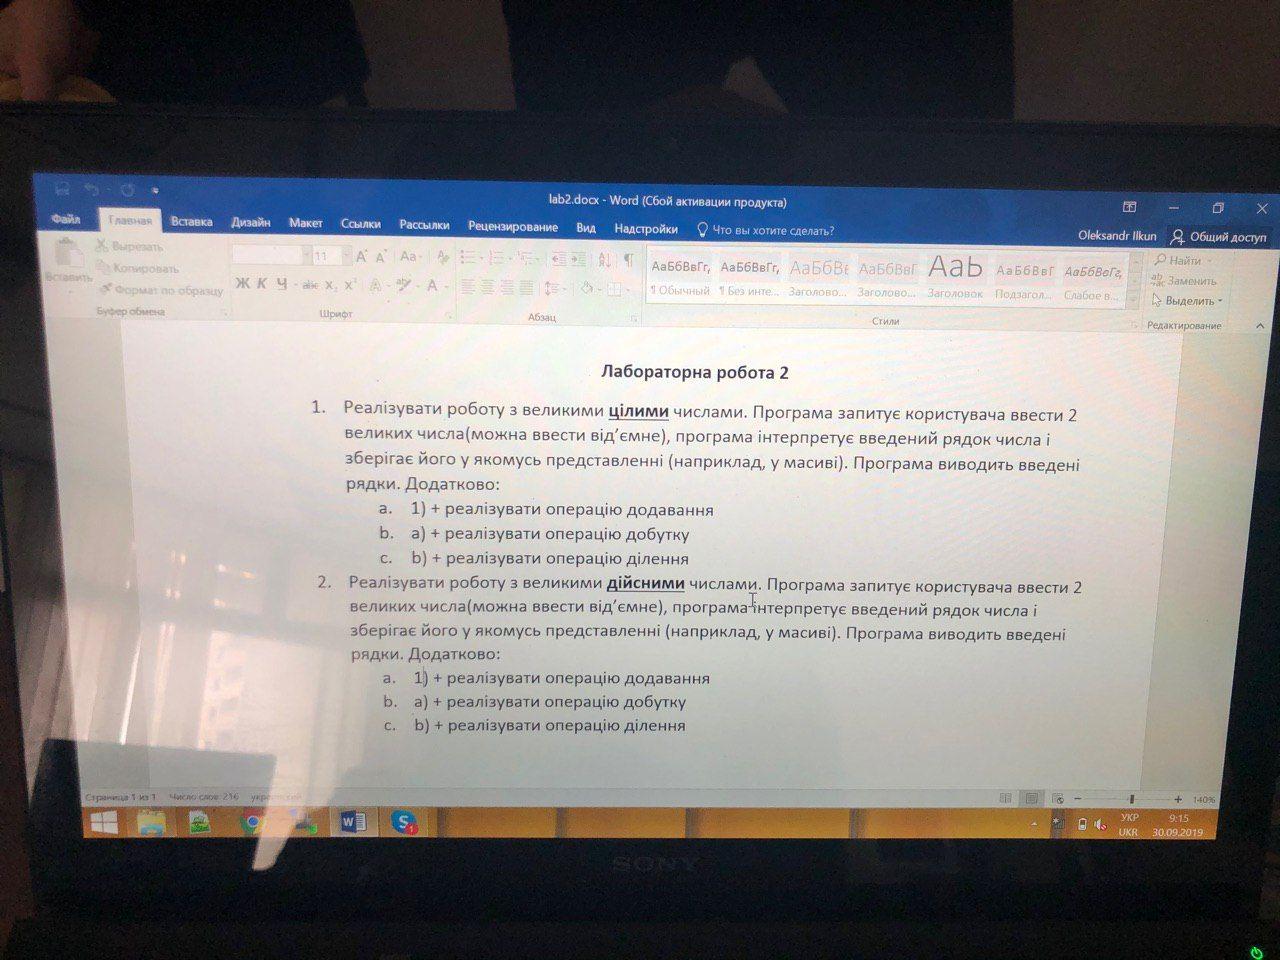 lab2.docx - Word (Сбой активации продукта)
Файл Главная Вставка Дизайн Макет Ссылки Рассылки Рецензирование Вид Надстройки Что вы хотите сделать? Oleksandr Ilkun Общий доступ
Вставить
Вырезать
Копировать
Формат по образцу
Буфер обмена
11
Ж К Ч
Шрифт
Абзац
АаБбВвГг, АаБбВвГг, АаБбВв АаБбВвГ АаЬ АаБбВвГ АаБбВвГг,
¶ Обычный ¶ Без инте... Заголово... Заголово... Заголовок Подзагол... Слабое в...
Стили
Найти
Заменить
Выделить
Редактирование
Лабораторна робота 2
1. Реалізувати роботу з великими цілими числами. Програма запитує користувача ввести 2
великих числа(можна ввести від’ємне), програма інтерпретує введений рядок числа і
зберігає його у якомусь представленні (наприклад, у масиві). Програма виводить введені
рядки. Додатково:
a. 1) + реалізувати операцію додавання
b. a) + реалізувати операцію добутку
c. b) + реалізувати операцію ділення
2. Реалізувати роботу з великими дійсними числами. Програма запитує користувача ввести 2
великих числа(можна ввести від’ємне), програма інтерпретує введений рядок числа і
зберігає його у якомусь представленні (наприклад, у масиві). Програма виводить введені
рядки. Додатково:
a. 1) + реалізувати операцію додавання
b. a) + реалізувати операцію добутку
c. b) + реалізувати операцію ділення
Страница 1 из 1 Число слов: 216
140%
УКР 9:15
UKR 30.09.2019
SONY